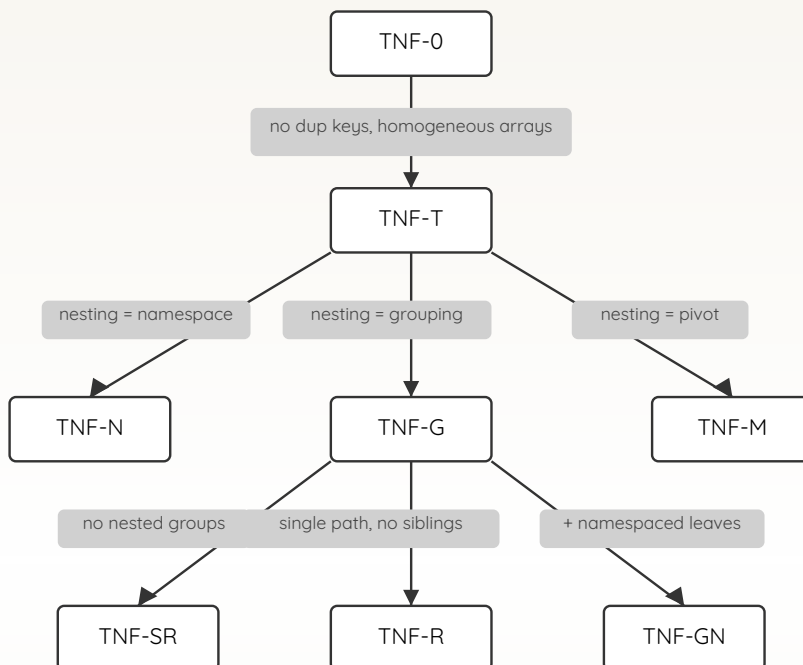 TNF-0
no dup keys, homogeneous arrays
TNF-T
nesting = namespace
nesting = grouping
nesting = pivot
TNF-N
TNF-G
TNF-M
no nested groups
single path, no siblings
+ namespaced leaves
TNF-SR
TNF-R
TNF-GN